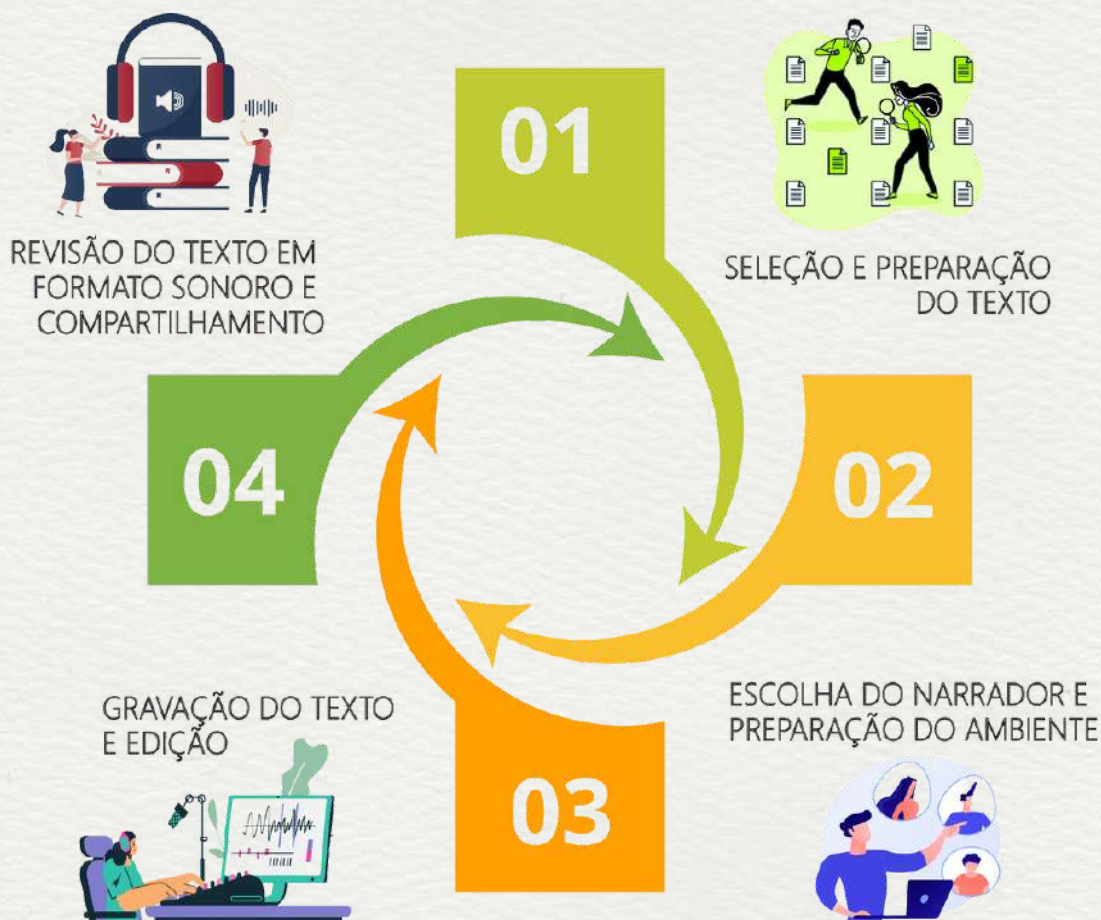 01
SELEÇÃO E PREPARAÇÃO
DO TEXTO
02
ESCOLHA DO NARRADOR E
PREPARAÇÃO DO AMBIENTE
03
GRAVAÇÃO DO TEXTO
E EDIÇÃO
04
REVISÃO DO TEXTO EM
FORMATO SONORO E
COMPARTILHAMENTO